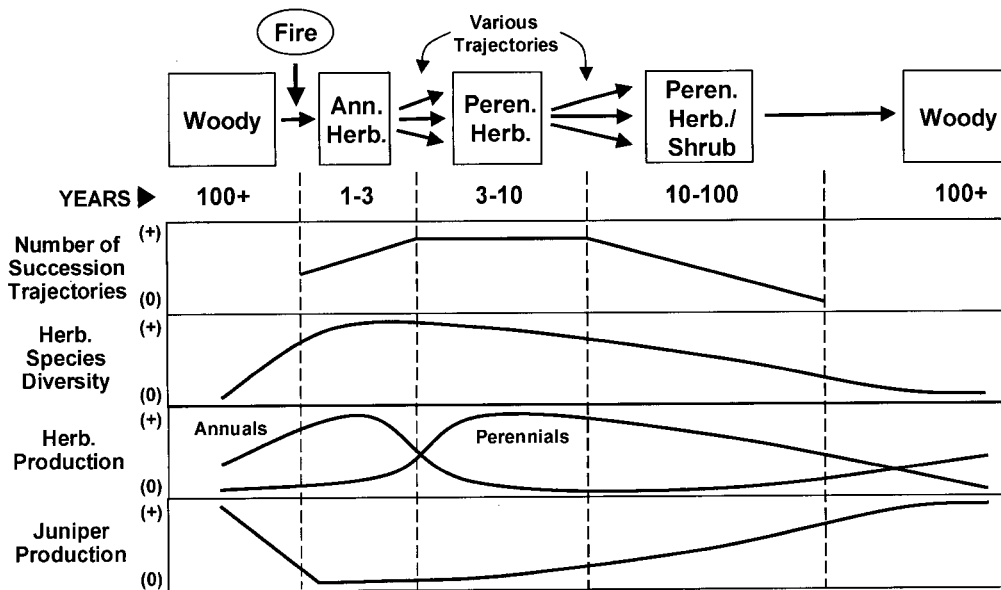 Fire
Various
Trajectories
Woody
Ann.
Herb.
Peren.
Herb.
Peren.
Herb./
Shrub
Woody
YEARS 100+ 1-3 3-10 10-100 100+
Number of
Succession
Trajectories
(+)
(0)
Herb.
Species
Diversity
(+)
(0)
Herb.
Production
(+)
(0)
Annuals
Perennials
Juniper
Production
(+)
(0)